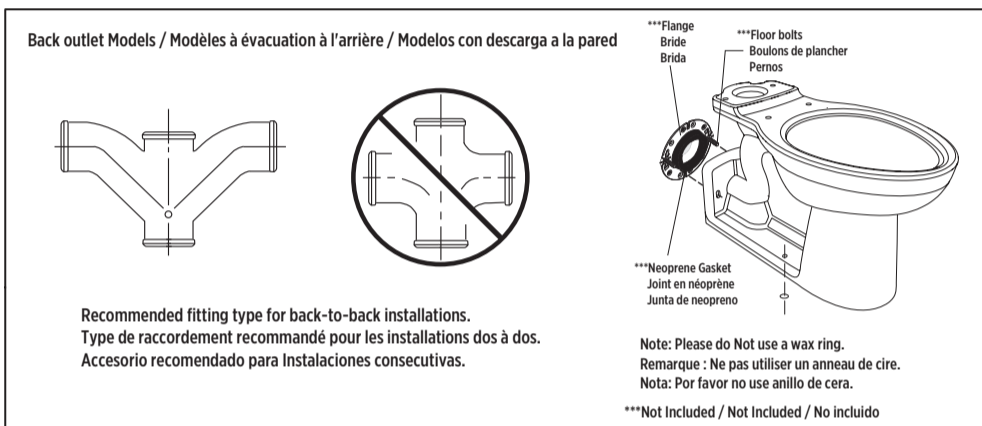 Back outlet Models / Modèles à évacuation à l'arrière / Modelos con descarga a la pared
Recommended fitting type for back-to-back installations.
Type de raccordement recommandé pour les installations dos à dos.
Accesorio recomendado para Instalaciones consecutivas.
***Flange
Bride
Brida
***Floor bolts
Boulons de plancher
Pernos
***Neoprene Gasket
Joint en néoprène
Junta de neopreno
Note: Please do Not use a wax ring.
Remarque : Ne pas utiliser un anneau de cire.
Nota: Por favor no use anillo de cera.
***Not Included / Not Included / No incluido